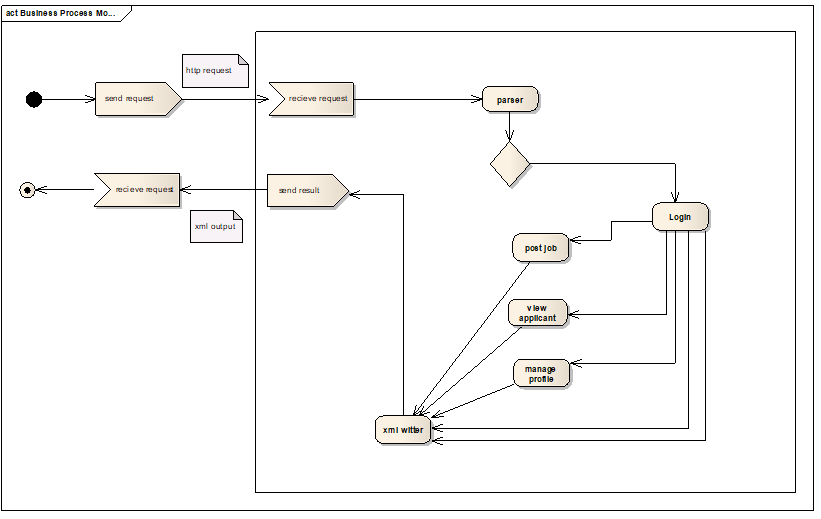 act Business Process Mo...
http request
send request
recieve request
parser
recieve request
send result
xml output
Login
post job
view
applicant
manage
profile
xml witter